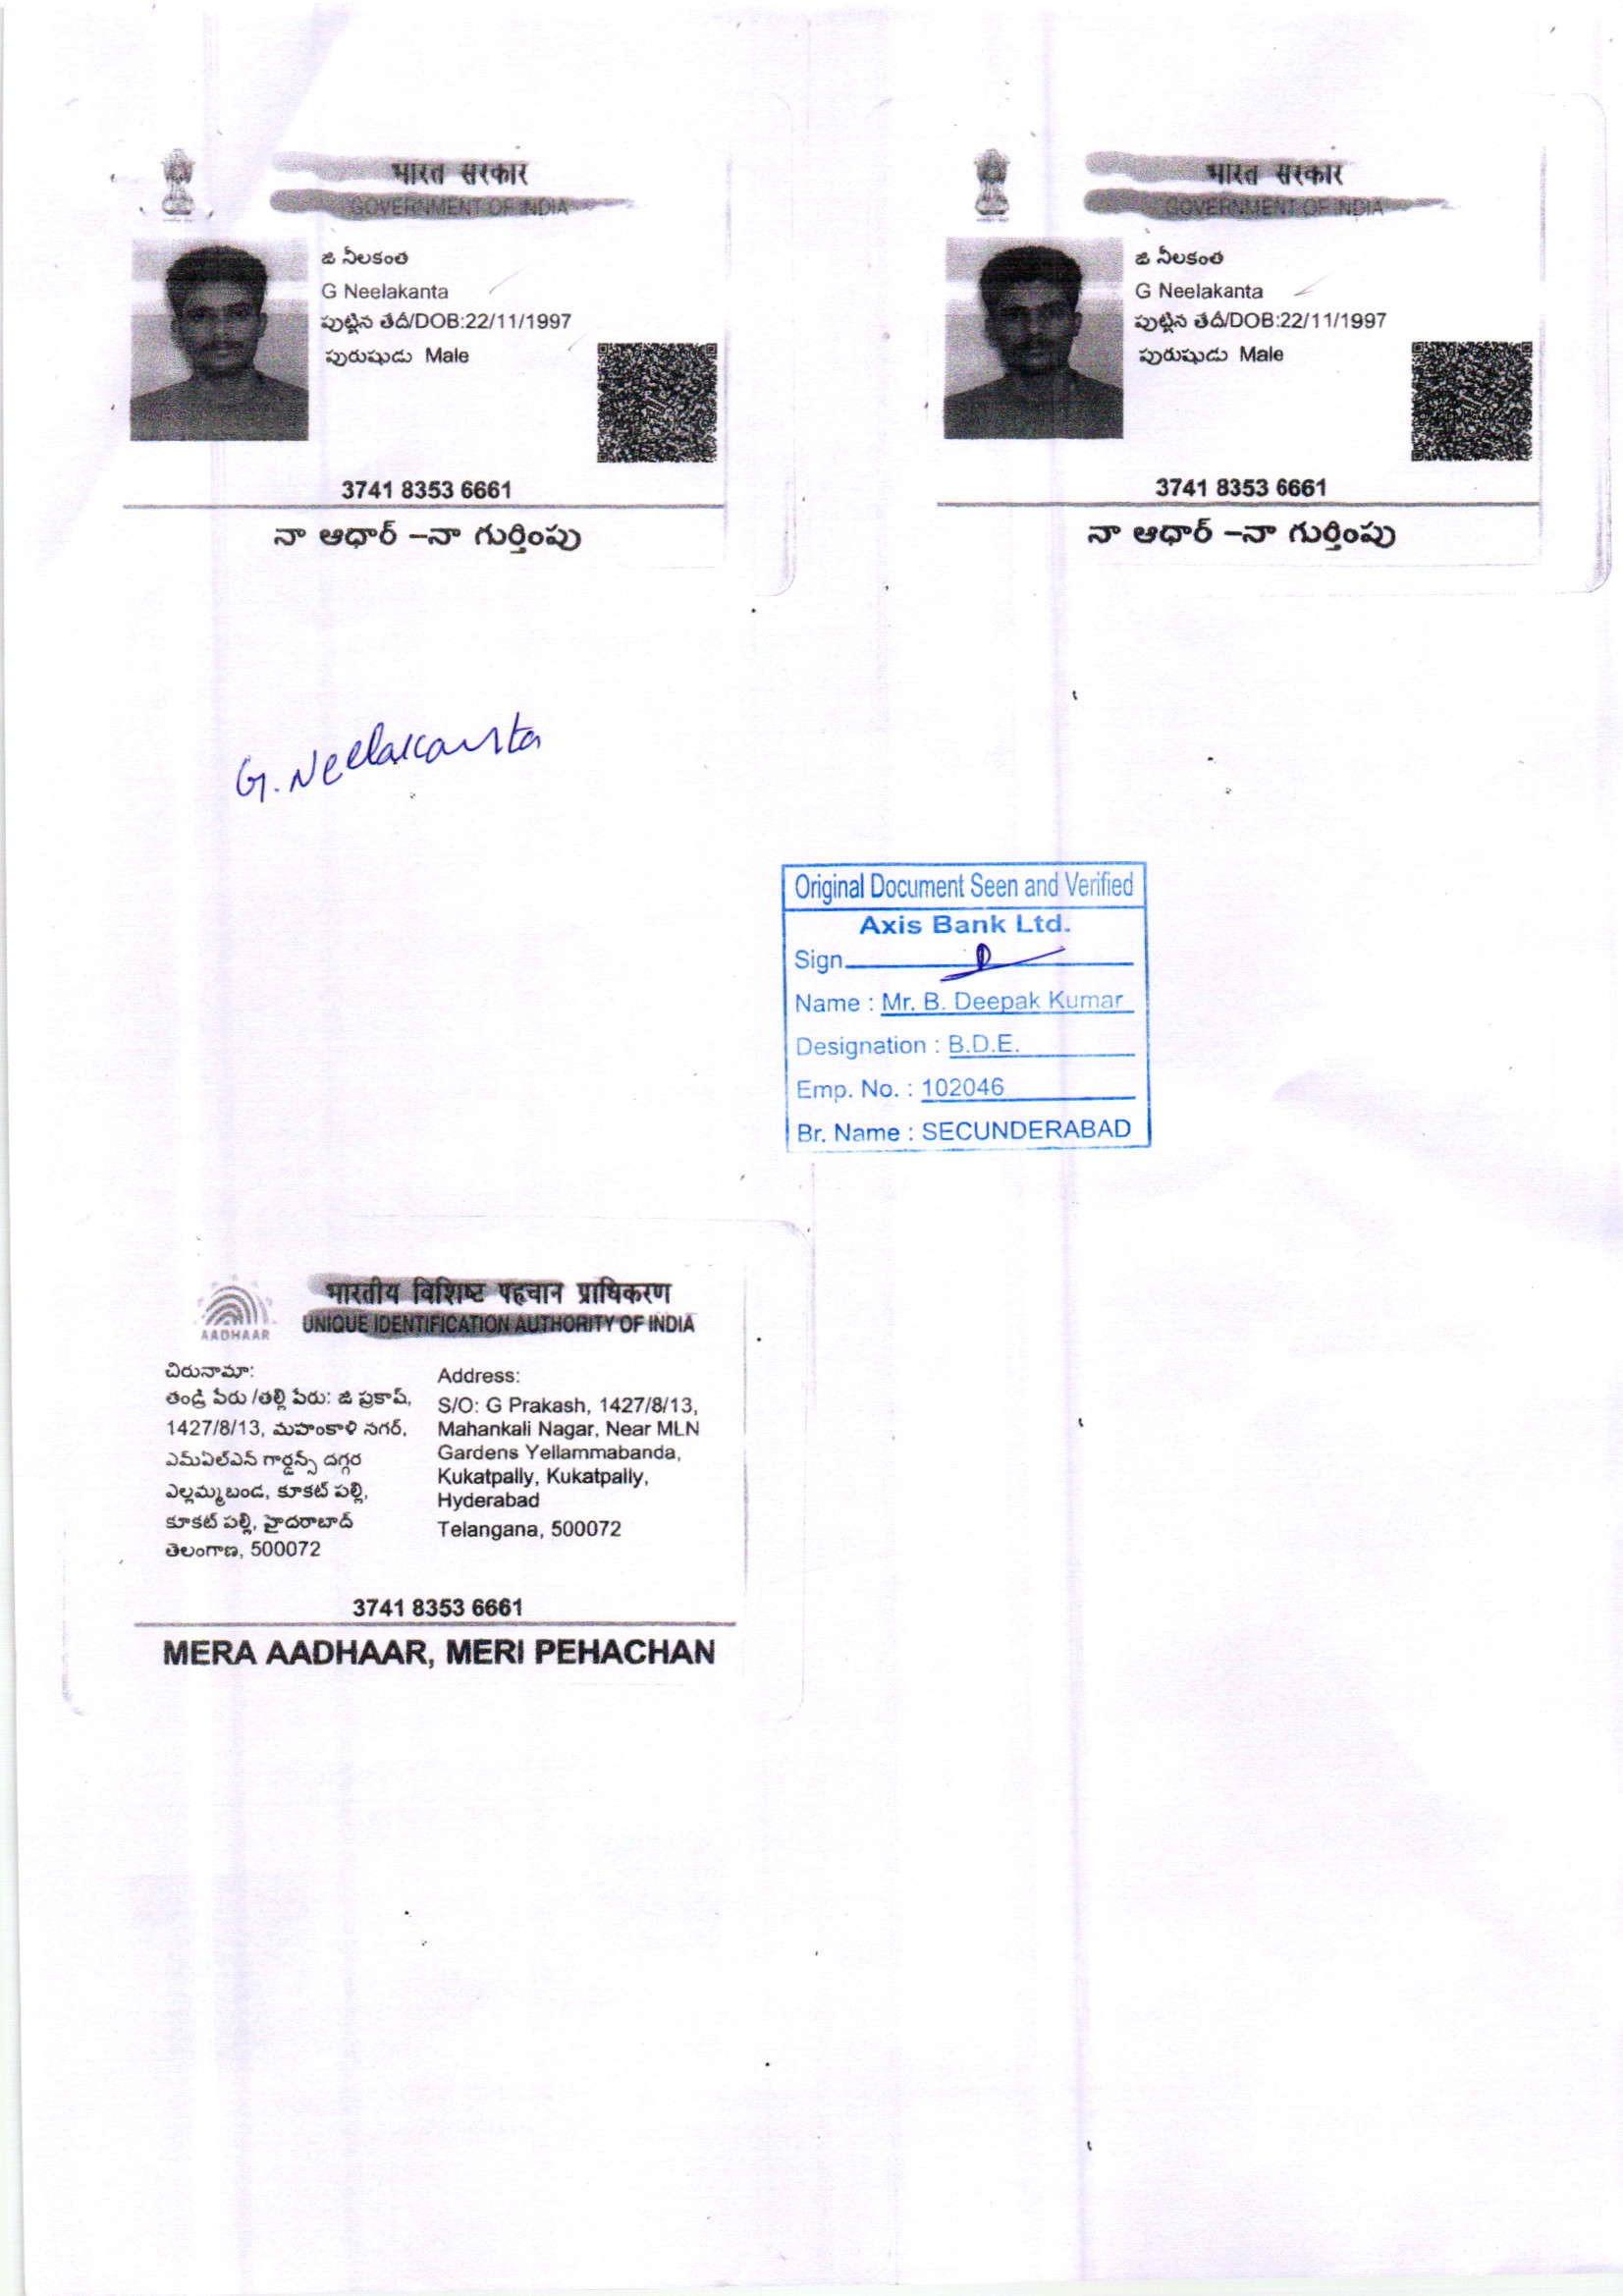 भारत सरकार
GOVERNMENT OF INDIA
జి నీలకంఠ
G Neelakanta
పుట్టిన తేదీ/DOB:22/11/1997
పురుషుడు Male
3741 8353 6661
నా ఆధార్ –నా గుర్తింపు
भारत सरकार
GOVERNMENT OF INDIA
జి నీలకంఠ
G Neelakanta
పుట్టిన తేదీ/DOB:22/11/1997
పురుషుడు Male
3741 8353 6661
నా ఆధార్ –నా గుర్తింపు
G. Neelakanta
Original Document Seen and Verified
Axis Bank Ltd.
Sign
Name : Mr. B. Deepak Kumar
Designation : B.D.E.
Emp. No. : 102046
Br. Name : SECUNDERABAD
भारतीय विशिष्ट पहचान प्राधिकरण
UNIQUE IDENTIFICATION AUTHORITY OF INDIA
AADHAAR
చిరునామా:
తండ్రి పేరు /తల్లి పేరు: జి ప్రకాష్,
1427/8/13, మహంకాళి నగర్,
ఎమ్ఏల్ఎన్ గార్డన్స్ దగ్గర
ఎల్లమ్మబండ, కూకట్ పల్లి,
కూకట్ పల్లి, హైదరాబాద్
తెలంగాణ, 500072
Address:
S/O: G Prakash, 1427/8/13,
Mahankali Nagar, Near MLN
Gardens Yellammabanda,
Kukatpally, Kukatpally,
Hyderabad
Telangana, 500072
3741 8353 6661
MERA AADHAAR, MERI PEHACHAN